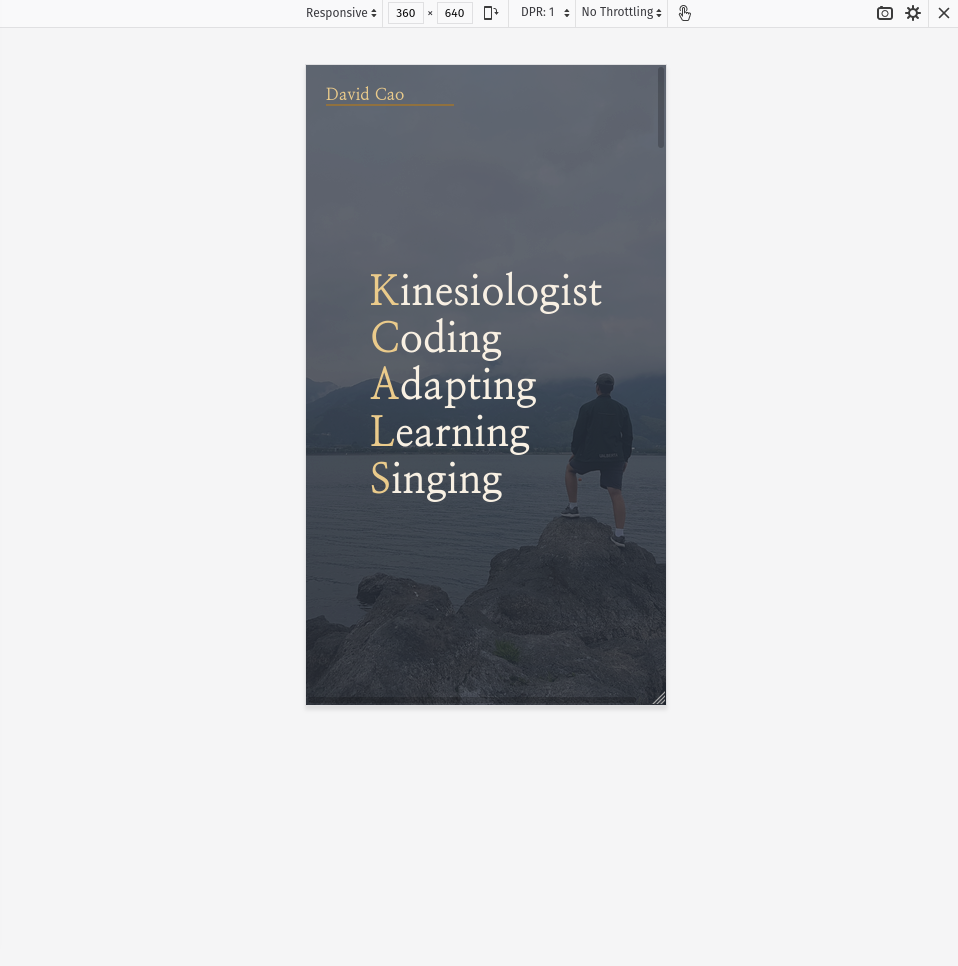 Responsive 360 × 640 DPR: 1 No Throttling
David Cao
Kinesiologist
Coding
Adapting
Learning
Singing